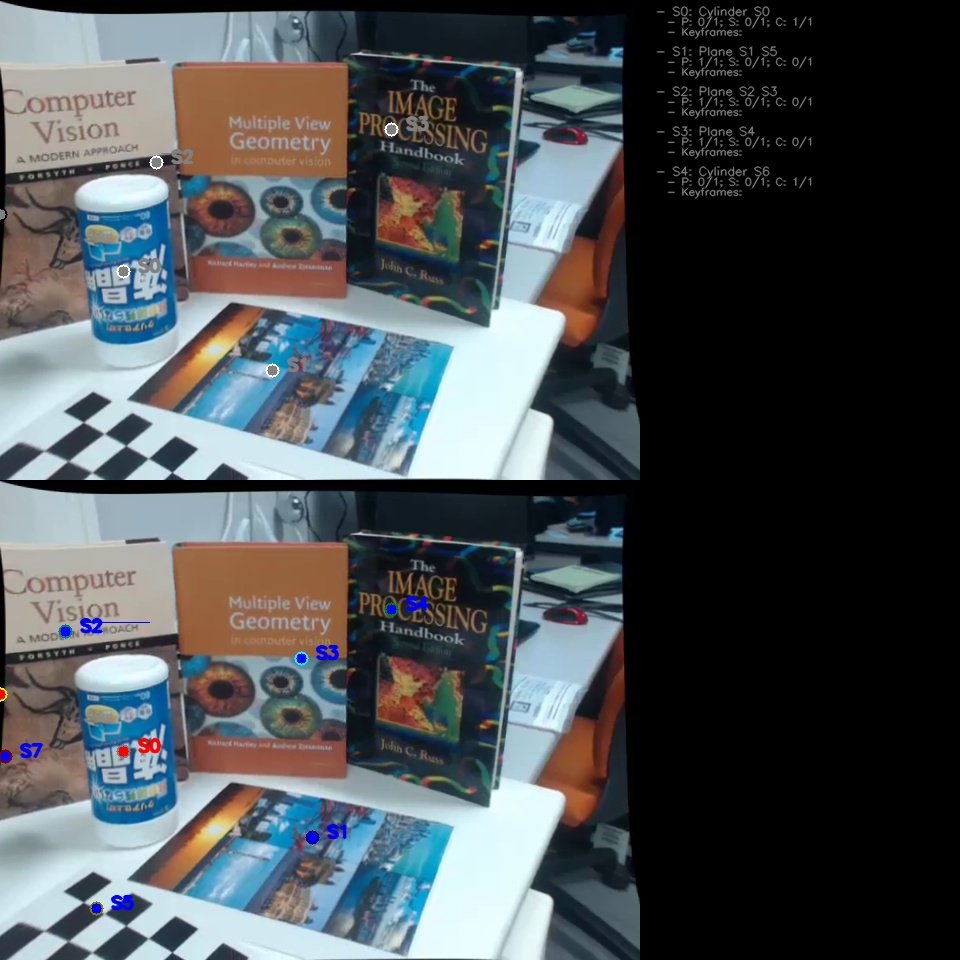 Computer
Vision
A MODERN APPROACH
FORSYTH • PONCE
Multiple View
Geometry
in computer vision
Richard Hartley and Andrew Zisserman
The
IMAGE
PROCESSING
Handbook
John C. Russ
S2
S3
S0
S1
- S0: Cylinder S0
- P: 0/1; S: 0/1; C: 1/1
- Keyframes:
- S1: Plane S1 S5
- P: 1/1; S: 0/1; C: 0/1
- Keyframes:
- S2: Plane S2 S3
- P: 1/1; S: 0/1; C: 0/1
- Keyframes:
- S3: Plane S4
- P: 1/1; S: 0/1; C: 0/1
- Keyframes:
- S4: Cylinder S6
- P: 0/1; S: 0/1; C: 1/1
- Keyframes:
Computer
Vision
A MODERN APPROACH
FORSYTH • PONCE
Multiple View
Geometry
in computer vision
Richard Hartley and Andrew Zisserman
The
IMAGE
PROCESSING
Handbook
John C. Russ
S2
S3
S4
S7
S0
S1
S5